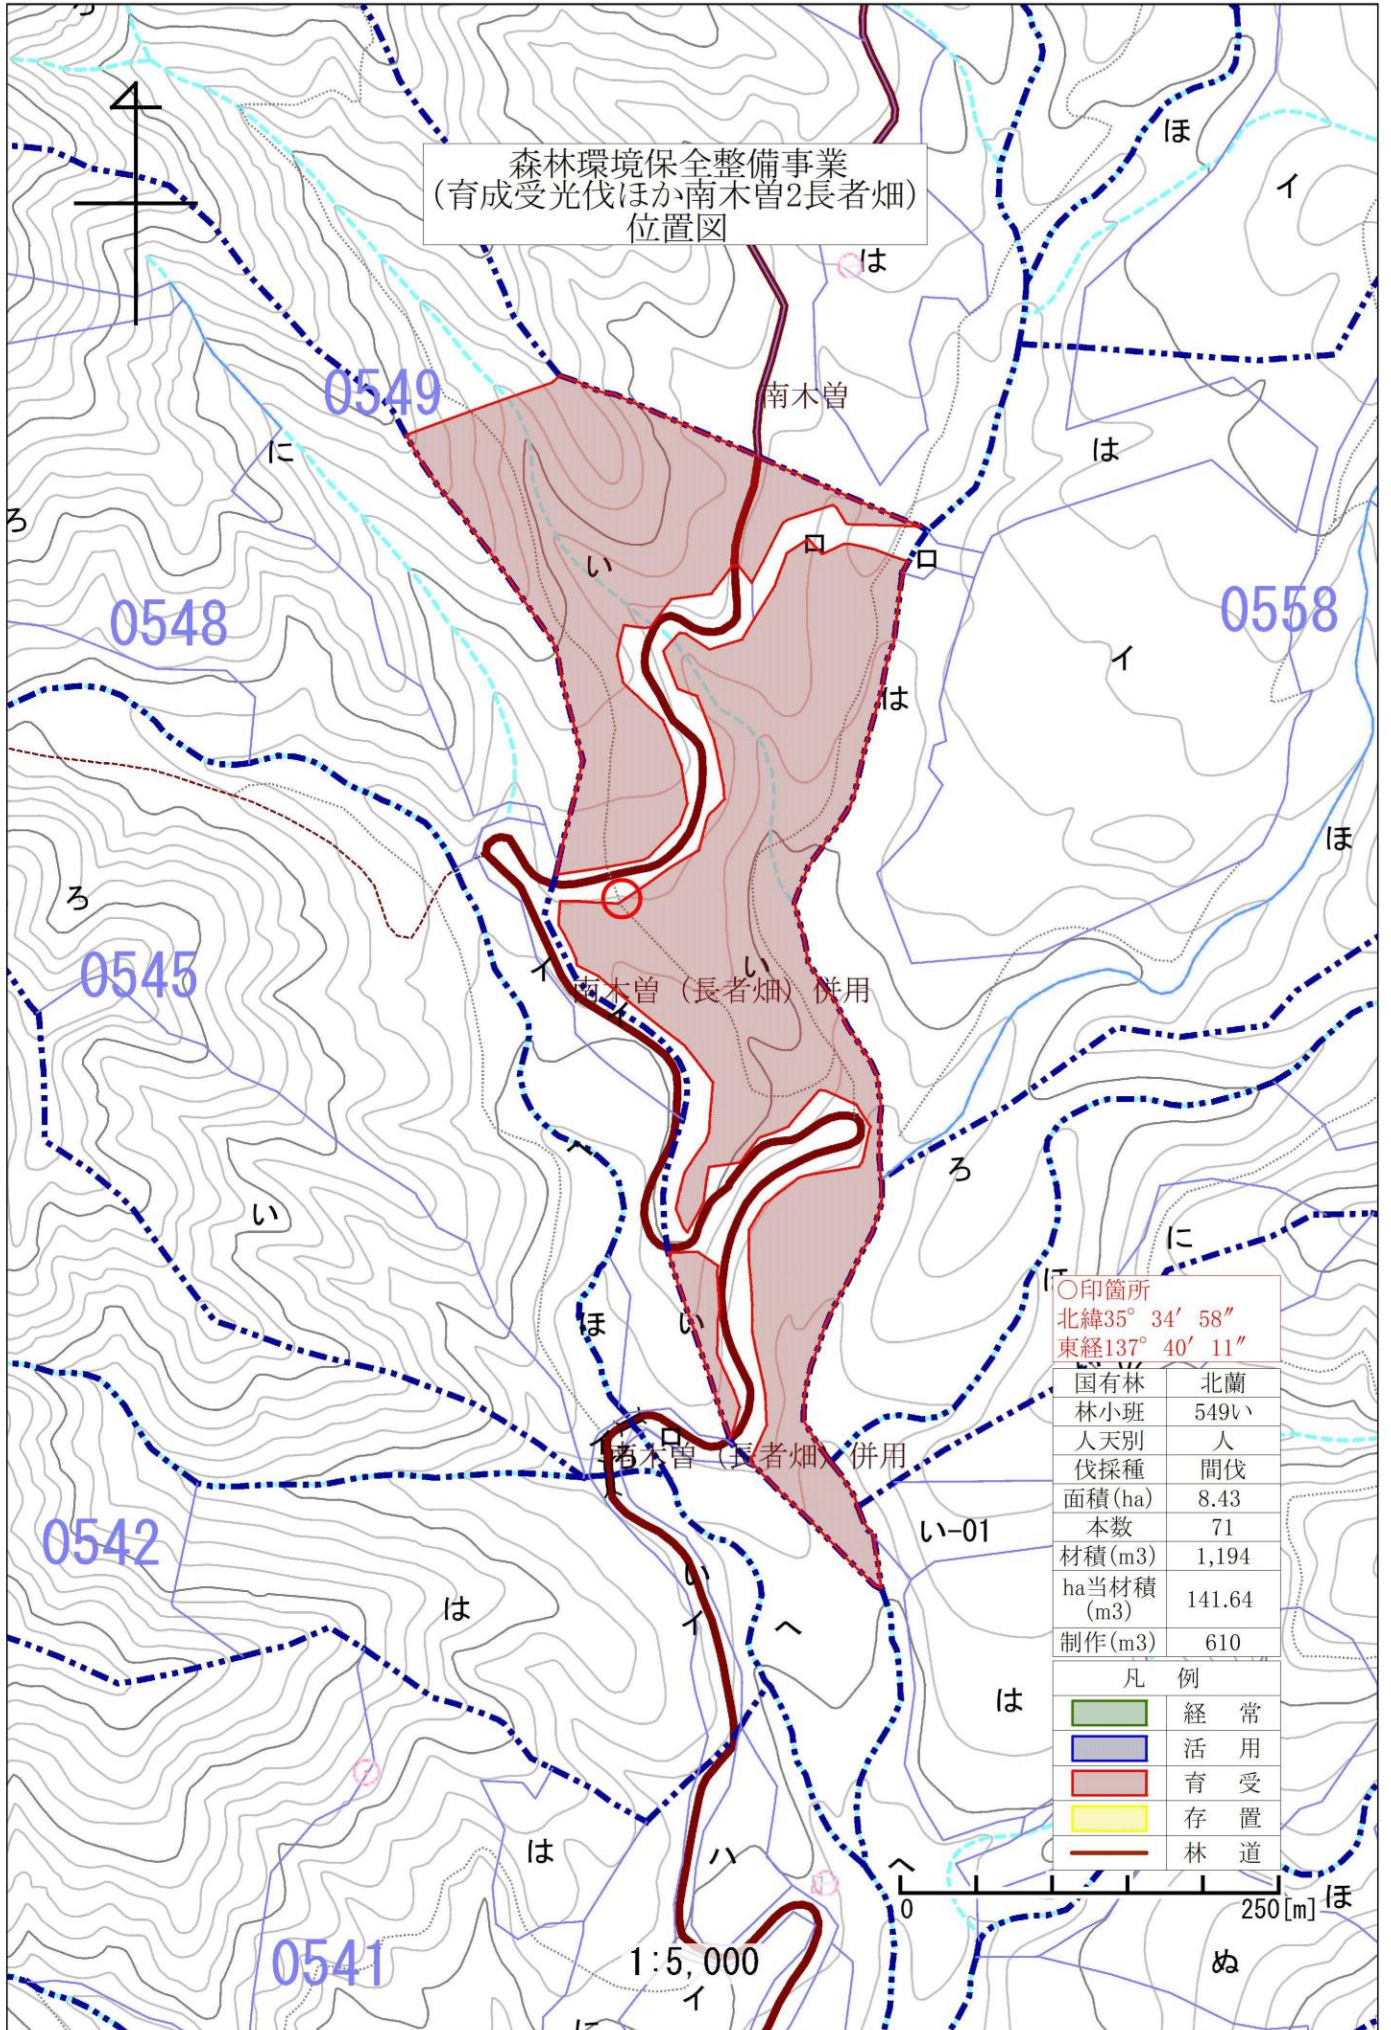 ろ
ほ
イ
森林環境保全整備事業
(育成受光伐ほか南木曽2長者畑)
位置図
は
0549
南木曽
に
は
ろ
ロ
ロ
い
0548
0558
イ
は
ほ
ろ
0545
イ
い
南木曽（長者畑）併用
イ
へ
ろ
い
に
ほ
○印箇所
北緯35° 34′ 58″
東経137° 40′ 11″
ほ
い
国有林 北蘭
林小班 549い
人天別 人
伐採種 間伐
面積(ha) 8.43
本数 71
材積(m3) 1,194
ha当材積
(m3) 141.64
制作(m3) 610
イ
ロ
南木曽（長者畑）併用
0542
い-01
い
は
イ
へ
は
凡 例
経 常
活 用
育 受
存 置
林 道
は
ハ
へ
ほ
0 250[m]
0541
1:5,000
ぬ
イ
に